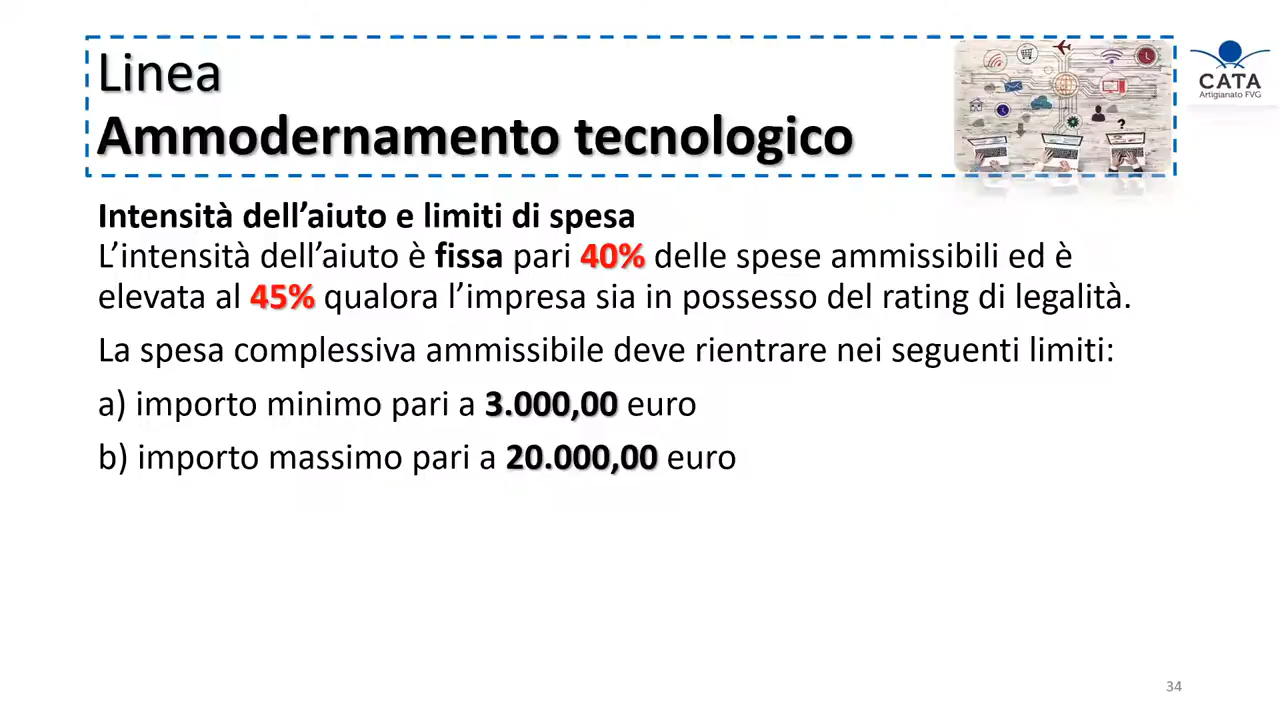 Linea
Ammodernamento tecnologico
CATA
Artigianato FVG
?
Intensità dell’aiuto e limiti di spesa
L’intensità dell’aiuto è fissa pari 40% delle spese ammissibili ed è
elevata al 45% qualora l’impresa sia in possesso del rating di legalità.
La spesa complessiva ammissibile deve rientrare nei seguenti limiti:
a) importo minimo pari a 3.000,00 euro
b) importo massimo pari a 20.000,00 euro
34